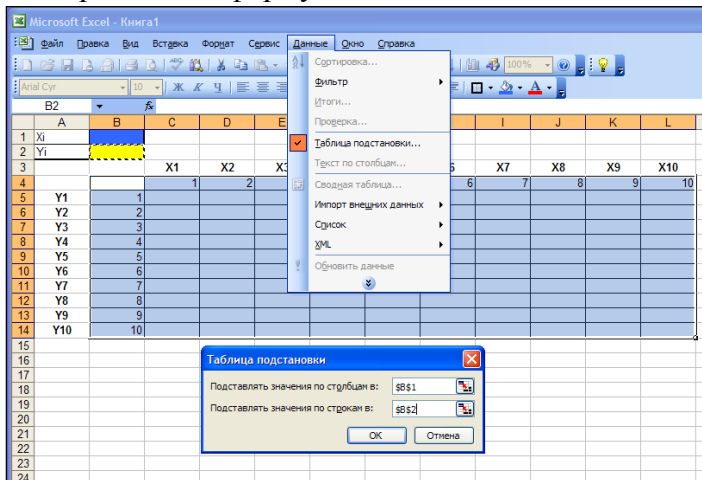 Microsoft Excel - Книга1
Файл Правка Вид Вставка Формат Сервис Данные Окно Справка
100%
Arial Cyr 10 Ж К Ч
B2 fx
A B C D E I J K L
1 Xi
2 Yi
3 X1 X2 X7 X8 X9 X10
4 1 2 6 7 8 9 10
5 Y1 1
6 Y2 2
7 Y3 3
8 Y4 4
9 Y5 5
10 Y6 6
11 Y7 7
12 Y8 8
13 Y9 9
14 Y10 10
15
16
17
18
19
20
21
22
23
24
Сортировка...
Фильтр
Итоги...
Проверка...
Таблица подстановки...
Текст по столбцам...
Сводная таблица...
Импорт внешних данных
Список
XML
Обновить данные
Таблица подстановки
Подставлять значения по столбцам в: $B$1
Подставлять значения по строкам в: $B$2
ОК Отмена